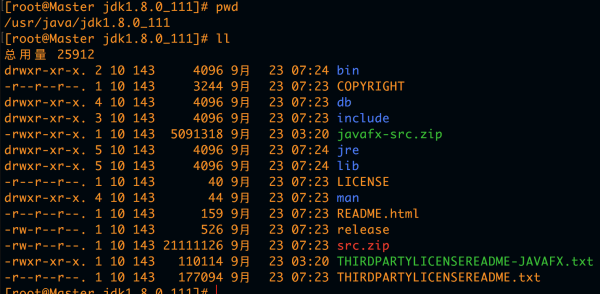 [root@Master jdk1.8.0_111]# pwd
/usr/java/jdk1.8.0_111
[root@Master jdk1.8.0_111]# ll
总用量 25912
drwxr-xr-x. 2 10 143     4096 9月  23 07:24 bin
-r--r--r--. 1 10 143     3244 9月  23 07:23 COPYRIGHT
drwxr-xr-x. 4 10 143     4096 9月  23 07:23 db
drwxr-xr-x. 3 10 143     4096 9月  23 07:23 include
-rwxr-xr-x. 1 10 143  5091318 9月  23 03:20 javafx-src.zip
drwxr-xr-x. 5 10 143     4096 9月  23 07:24 jre
drwxr-xr-x. 5 10 143     4096 9月  23 07:24 lib
-r--r--r--. 1 10 143       40 9月  23 07:23 LICENSE
drwxr-xr-x. 4 10 143       44 9月  23 07:23 man
-r--r--r--. 1 10 143      159 9月  23 07:23 README.html
-rw-r--r--. 1 10 143      526 9月  23 07:23 release
-rw-r--r--. 1 10 143 21111126 9月  23 07:23 src.zip
-rwxr-xr-x. 1 10 143   110114 9月  23 03:20 THIRDPARTYLICENSEREADME-JAVAFX.txt
-r--r--r--. 1 10 143   177094 9月  23 07:23 THIRDPARTYLICENSEREADME.txt
[root@Master jdk1.8.0_111]#